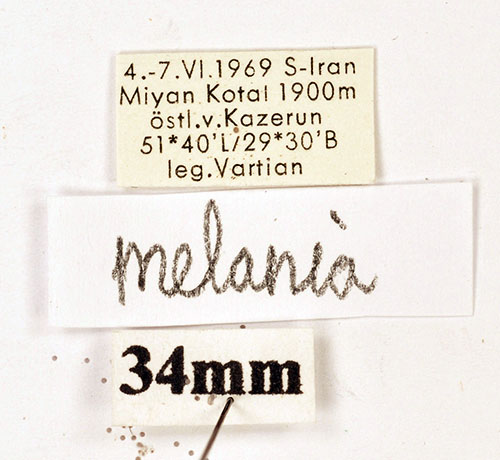 4.-7.VI.1969 S-Iran
Miyan Kotal 1900m
östl.v.Kazerun
51*40'L/29*30'B
leg.Vartian
melania
34mm